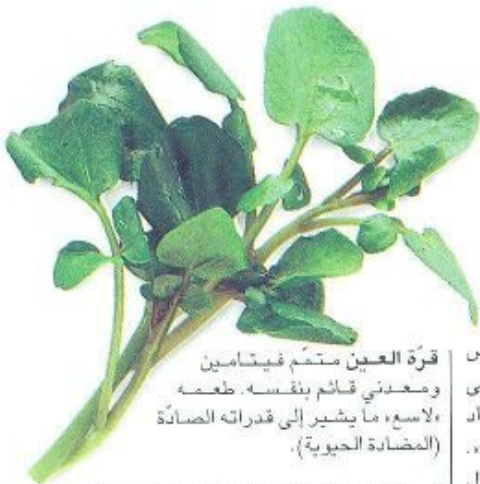 قرّة العين متمّم فيتامين
ومعدني قائم بنفسه. طعمه
«لاسع» ما يشير إلى قدراته الصادّة
(المضادة الحيوية).